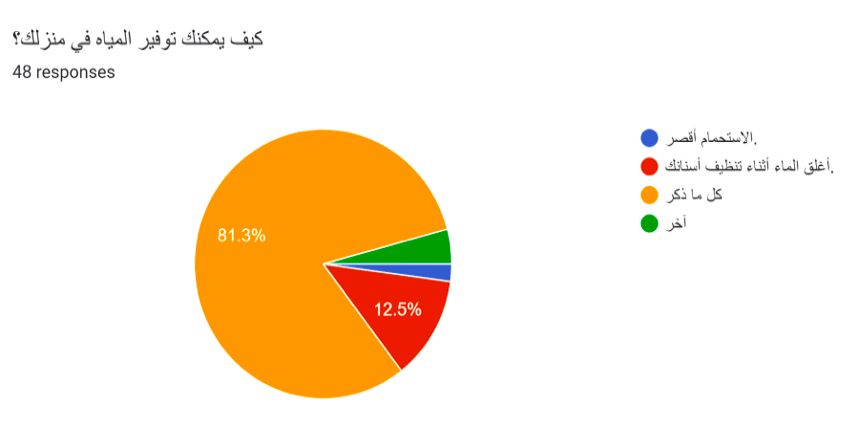 كيف يمكنك توفير المياه في منزلك؟
48 responses
الاستحمام أقصر.
أغلق الماء أثناء تنظيف أسنانك.
كل ما ذكر
آخر
81.3%
12.5%